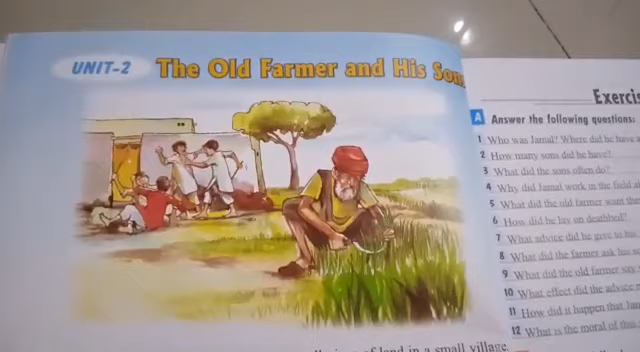 UNIT-2
The Old Farmer and His Sons
of land in a small village.
Exercis
A Answer the following questions:
1 Who was Jamal? Where did he have a
2 How many sons did he have?
3 What did the sons often do?
4 Why did Jamal work in the field
5 What did the old farmer want
6 How did he lay on deathbed?
7 What advice did he give to his
8 What did the farmer ask his
9 What did the old farmer say
10 What effect did the advice
11 How did it happen that
12 What is the moral of this